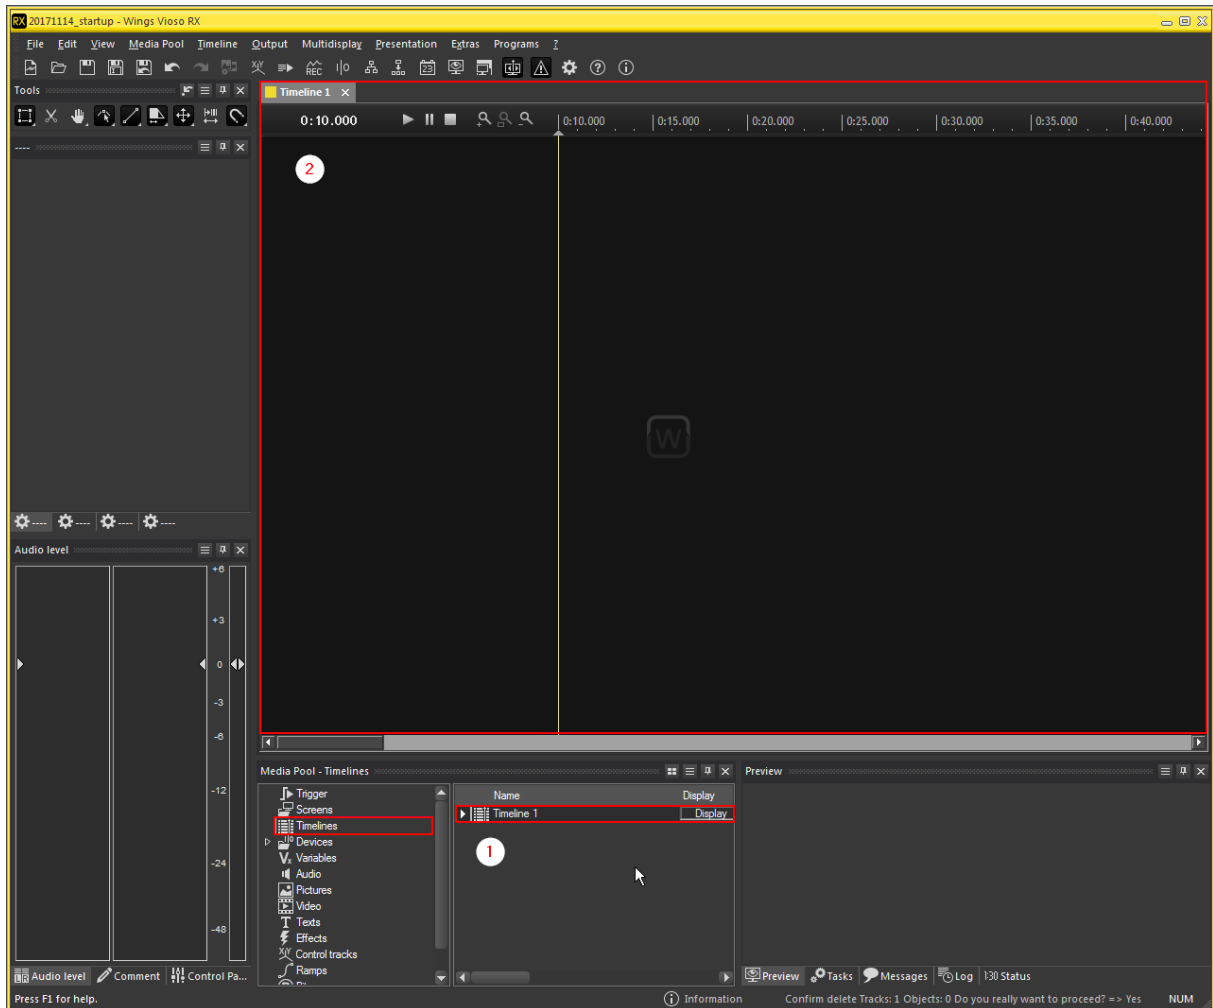 RX 20171114_startup - Wings Vioso RX
File Edit View Media Pool Timeline Output Multidisplay Presentation Extras Programs ?
REC 23
Tools
Timeline 1
0:10.000 0:10.000 0:15.000 0:20.000 0:25.000 0:30.000 0:35.000 0:40.000
----
2
W
---- ---- ---- ----
Audio level
+6
+3
0
-3
-6
-12
-24
-48
Media Pool - Timelines
Trigger
Screens
Timelines
Devices
Variables
Audio
Pictures
Video
Texts
Effects
Control tracks
Ramps
Name Display
Timeline 1 Display
1
Preview
Audio level Comment Control Pa...
Preview Tasks Messages Log 1:30 Status
Press F1 for help. Information Confirm delete Tracks: 1 Objects: 0 Do you really want to proceed? => Yes NUM